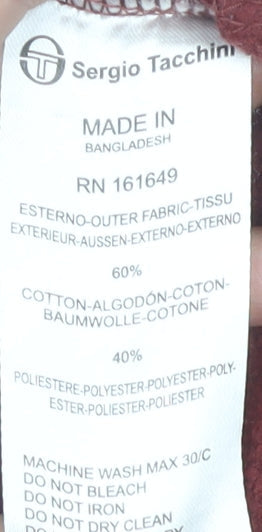 Sergio Tacchini
MADE IN
BANGLADESH
RN 161649
ESTERNO-OUTER FABRIC-TISSU
EXTERIEUR-AUSSEN-EXTERNO-EXTERNO
60%
COTTON-ALGODÓN-COTON-
BAUMWOLLE-COTONE
40%
POLIESTERE-POLYESTER-POLYESTER-POLY-
ESTER-POLIESTER-POLIESTER
MACHINE WASH MAX 30/C
DO NOT BLEACH
DO NOT IRON
DO NOT DRY CLEAN